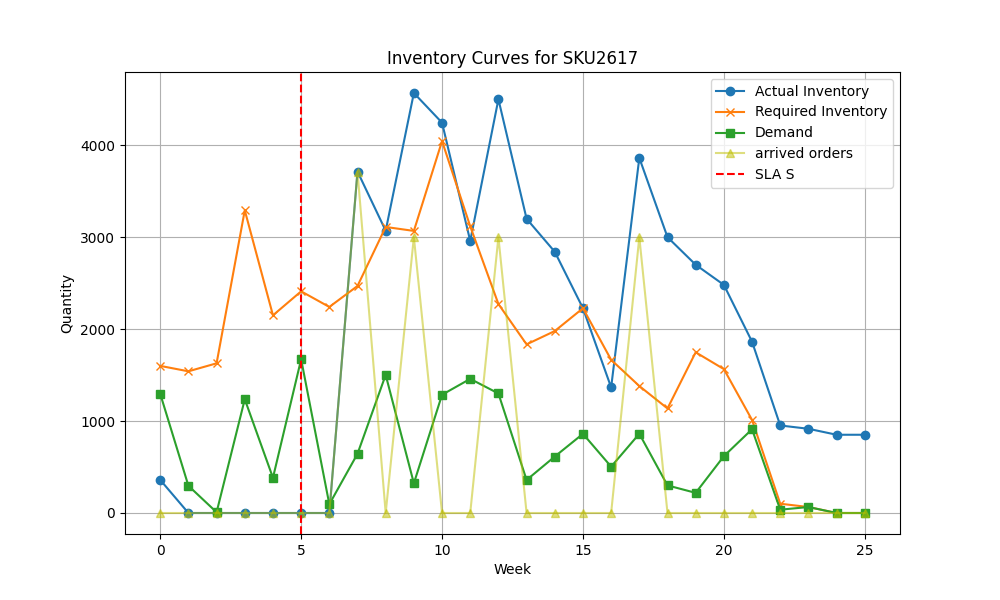 Inventory Curves for SKU2617
Actual Inventory
Required Inventory
Demand
arrived orders
SLA S
Quantity
4000
3000
2000
1000
0
0 5 10 15 20 25
Week